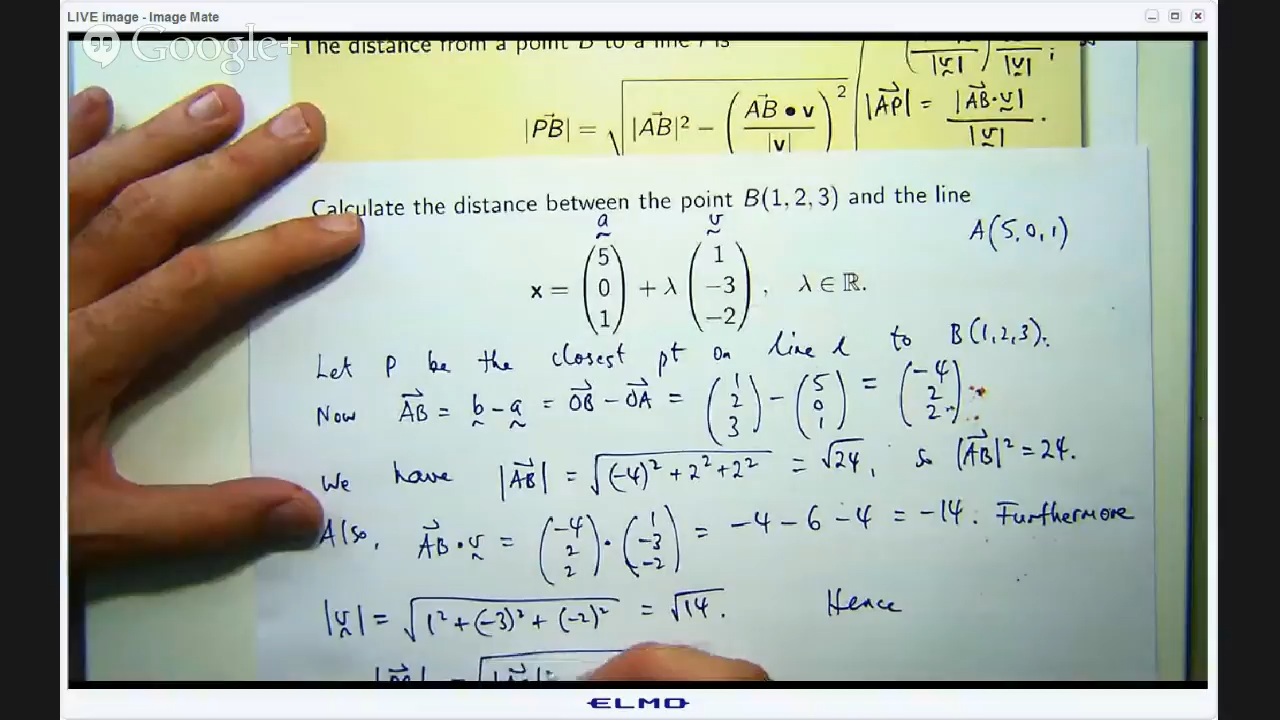 LIVE image - Image Mate
Google+
The distance from a point B to a line l is
|v| |v| ;
|PB| = √|AB|² − (AB • v / |v|)² |AP| = |AB·v| / |v| .
Calculate the distance between the point B(1, 2, 3) and the line
a v A(5,0,1)
x = (5 0 1) + λ (1 −3 −2), λ ∈ ℝ.
Let P be the closest pt on line l to B(1,2,3).
Now AB = b − a = OB − OA = (1 2 3) − (5 0 1) = (−4 2 2)
We have |AB| = √(−4)² + 2² + 2² = √24, so |AB|² = 24.
Also, AB·v = (−4 2 2) · (1 −3 −2) = −4 − 6 − 4 = −14. Furthermore
|v| = √1² + (−3)² + (−2)² = √14. Hence
ELMO